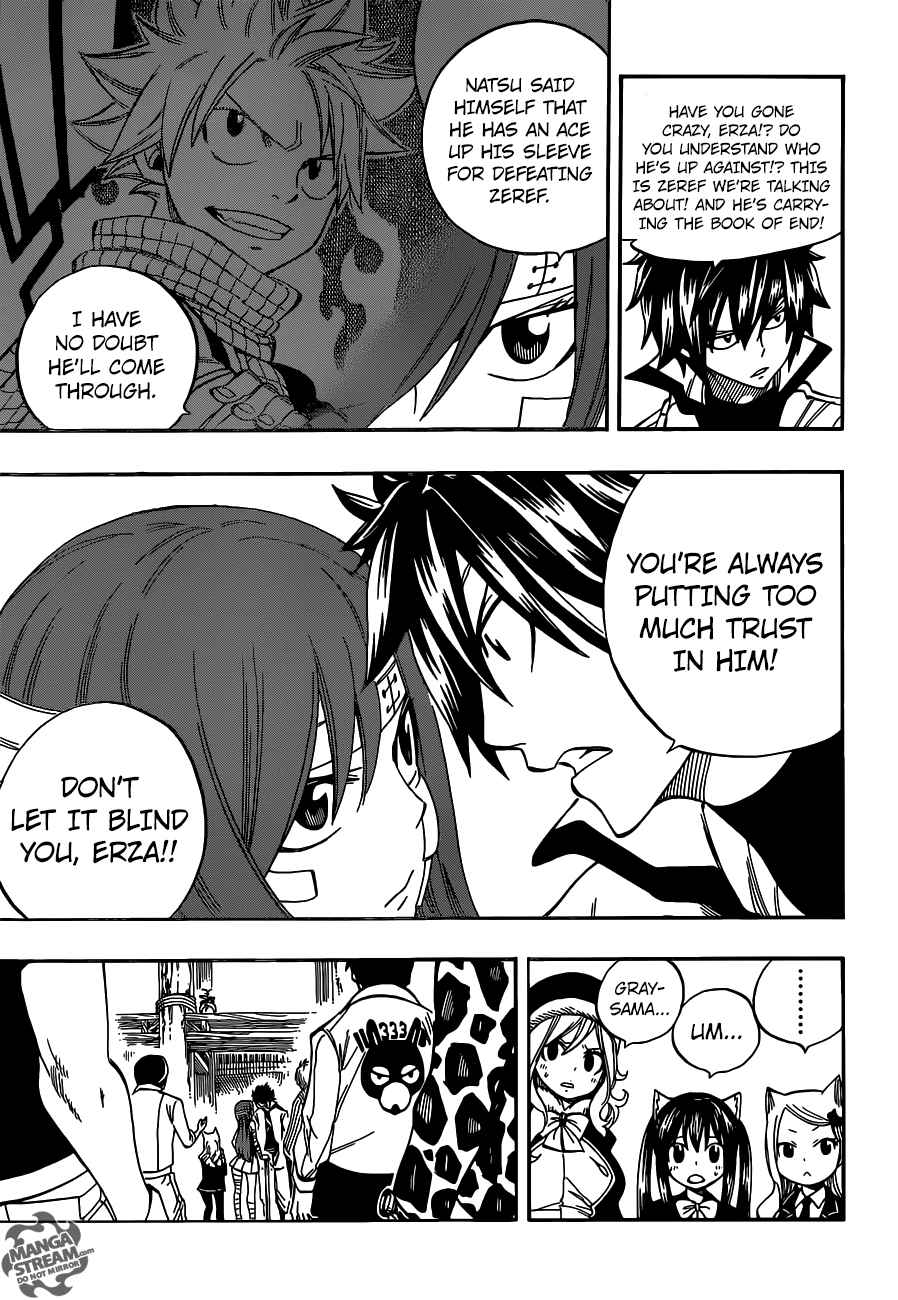 HAVE YOU GONE
CRAZY, ERZA!? DO
YOU UNDERSTAND WHO
HE'S UP AGAINST!? THIS
IS ZEREF WE'RE TALKING
ABOUT! AND HE'S CARRY-
ING THE BOOK OF END!
NATSU SAID
HIMSELF THAT
HE HAS AN ACE
UP HIS SLEEVE
FOR DEFEATING
ZEREF.
I HAVE
NO DOUBT
HE'LL COME
THROUGH.
YOU'RE ALWAYS
PUTTING TOO
MUCH TRUST
IN HIM!
DON'T
LET IT BLIND
YOU, ERZA!!
........
UM...
GRAY-
SAMA...
333
MANGA
STREAM.com
DO NOT MIRROR